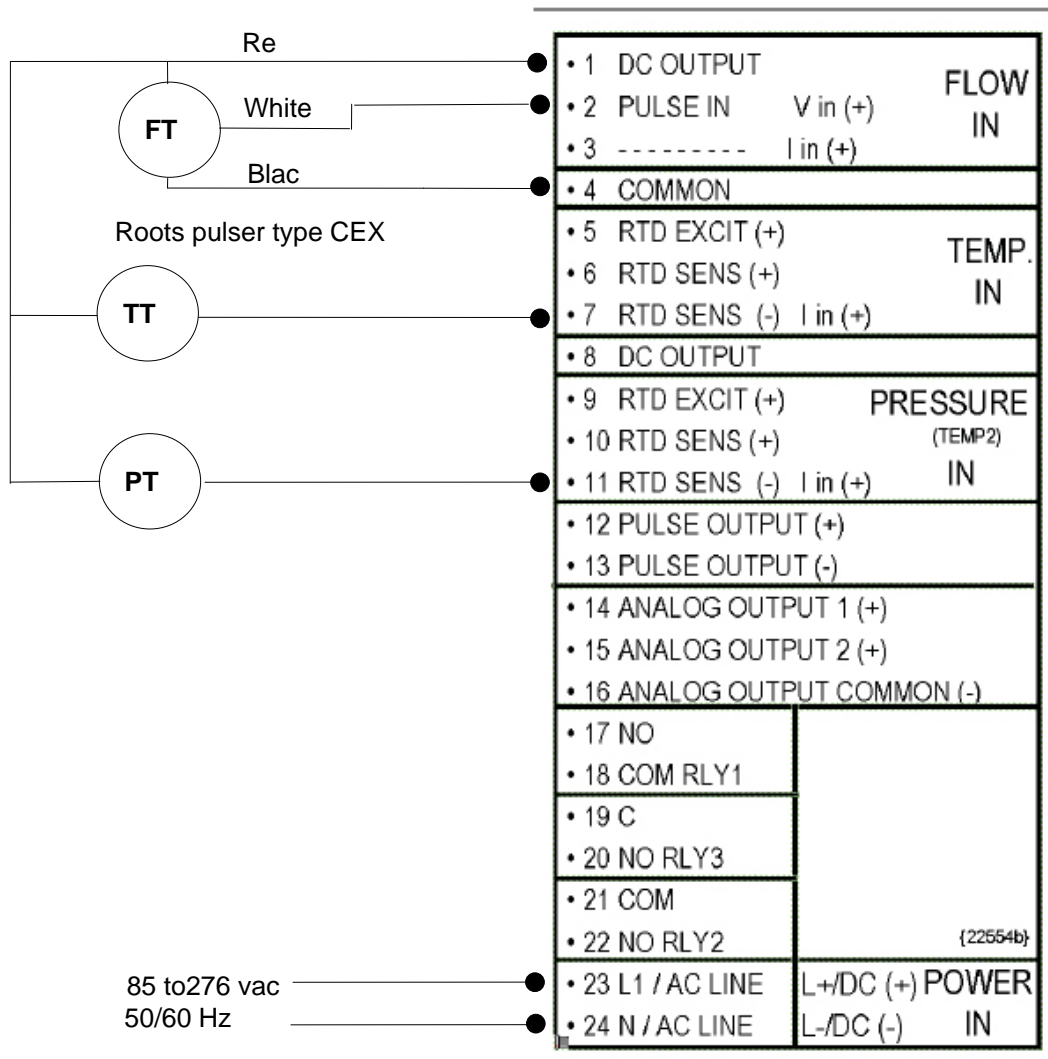 Re
White
FT
Blac
Roots pulser type CEX
TT
PT
85 to276 vac
50/60 Hz
• 1 DC OUTPUT
• 2 PULSE IN V in (+)
• 3 --------- I in (+)
FLOW
IN
• 4 COMMON
• 5 RTD EXCIT (+)
• 6 RTD SENS (+)
• 7 RTD SENS (-) I in (+)
TEMP.
IN
• 8 DC OUTPUT
• 9 RTD EXCIT (+)
• 10 RTD SENS (+)
• 11 RTD SENS (-) I in (+)
PRESSURE
(TEMP2)
IN
• 12 PULSE OUTPUT (+)
• 13 PULSE OUTPUT (-)
• 14 ANALOG OUTPUT 1 (+)
• 15 ANALOG OUTPUT 2 (+)
• 16 ANALOG OUTPUT COMMON (-)
• 17 NO
• 18 COM RLY1
• 19 C
• 20 NO RLY3
• 21 COM
• 22 NO RLY2
{22554b}
• 23 L1 / AC LINE L+/DC (+)
• 24 N / AC LINE L-/DC (-)
POWER
IN